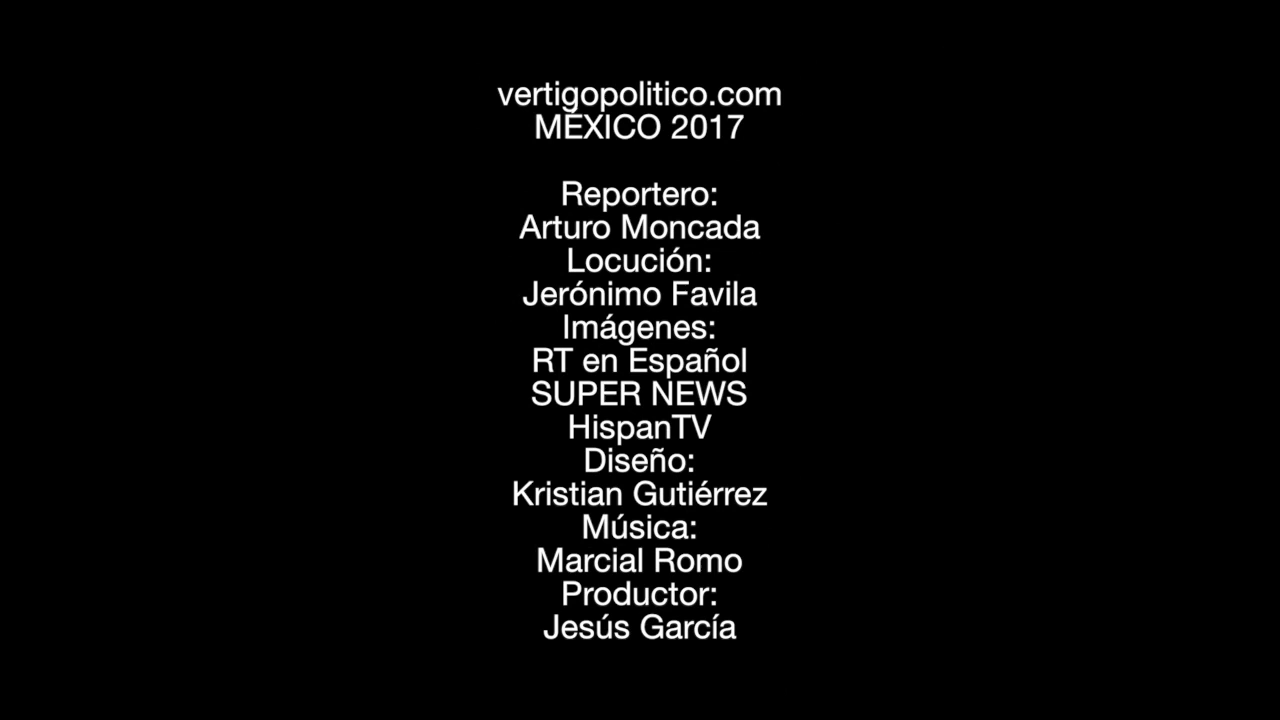 vertigopolitico.com
MÉXICO 2017
Reportero:
Arturo Moncada
Locución:
Jerónimo Favila
Imágenes:
RT en Español
SUPER NEWS
HispanTV
Diseño:
Kristian Gutiérrez
Música:
Marcial Romo
Productor:
Jesús García